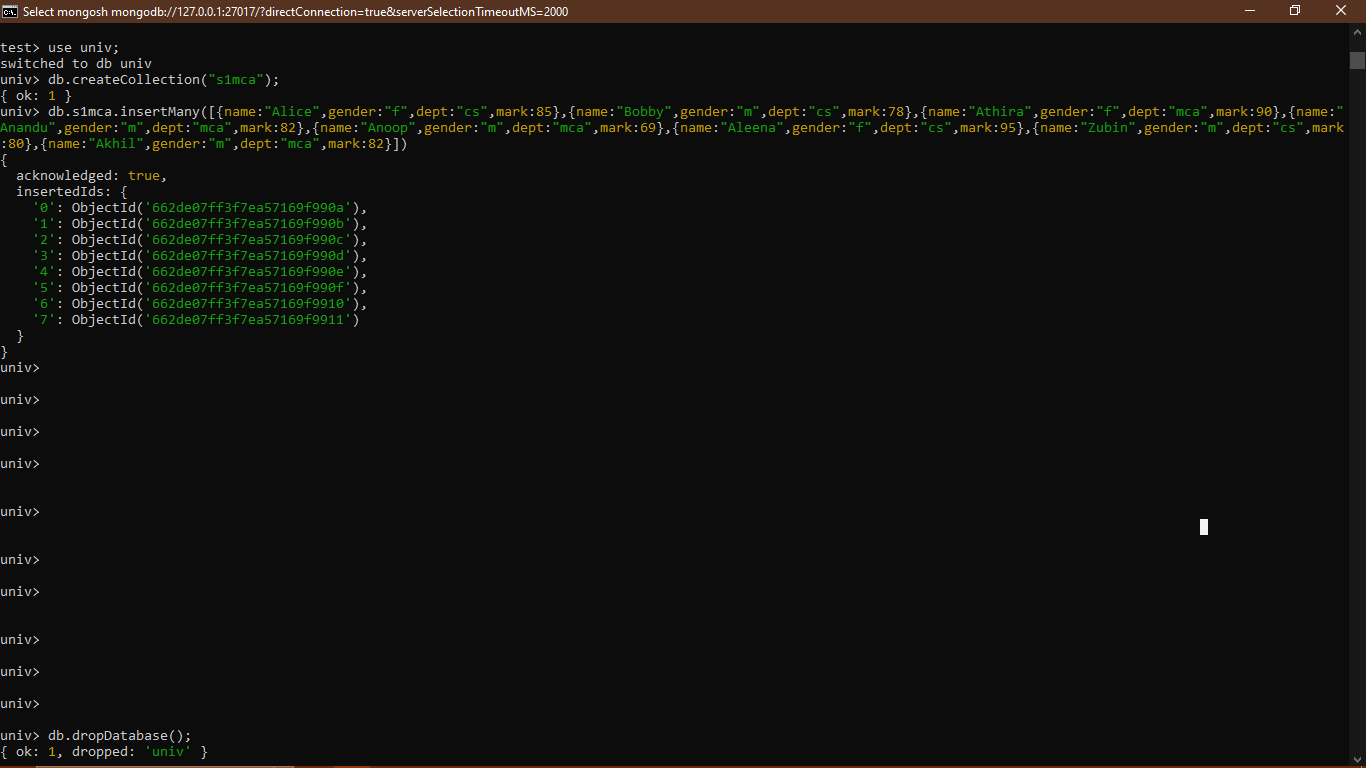 Select mongosh mongodb://127.0.0.1:27017/?directConnection=true&serverSelectionTimeoutMS=2000
test> use univ;
switched to db univ
univ> db.createCollection("s1mca");
{ ok: 1 }
univ> db.s1mca.insertMany([{name:"Alice",gender:"f",dept:"cs",mark:85},{name:"Bobby",gender:"m",dept:"cs",mark:78},{name:"Athira",gender:"f",dept:"mca",mark:90},{name:"
Anandu",gender:"m",dept:"mca",mark:82},{name:"Anoop",gender:"m",dept:"mca",mark:69},{name:"Aleena",gender:"f",dept:"cs",mark:95},{name:"Zubin",gender:"m",dept:"cs",mark
:80},{name:"Akhil",gender:"m",dept:"mca",mark:82}])
{
  acknowledged: true,
  insertedIds: {
    '0': ObjectId('662de07ff3f7ea57169f990a'),
    '1': ObjectId('662de07ff3f7ea57169f990b'),
    '2': ObjectId('662de07ff3f7ea57169f990c'),
    '3': ObjectId('662de07ff3f7ea57169f990d'),
    '4': ObjectId('662de07ff3f7ea57169f990e'),
    '5': ObjectId('662de07ff3f7ea57169f990f'),
    '6': ObjectId('662de07ff3f7ea57169f9910'),
    '7': ObjectId('662de07ff3f7ea57169f9911')
  }
}
univ>
univ>
univ>
univ>
univ>
univ>
univ>
univ>
univ>
univ>
univ> db.dropDatabase();
{ ok: 1, dropped: 'univ' }